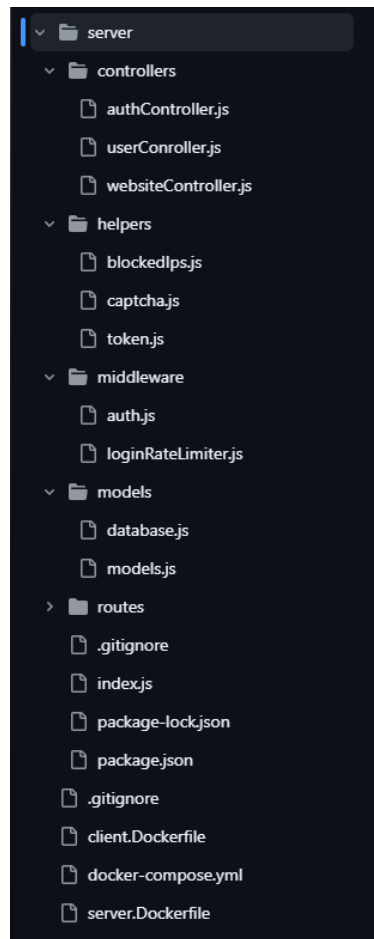 server
controllers
authController.js
userConroller.js
websiteController.js
helpers
blockedIps.js
captcha.js
token.js
middleware
auth.js
loginRateLimiter.js
models
database.js
models.js
routes
.gitignore
index.js
package-lock.json
package.json
.gitignore
client.Dockerfile
docker-compose.yml
server.Dockerfile